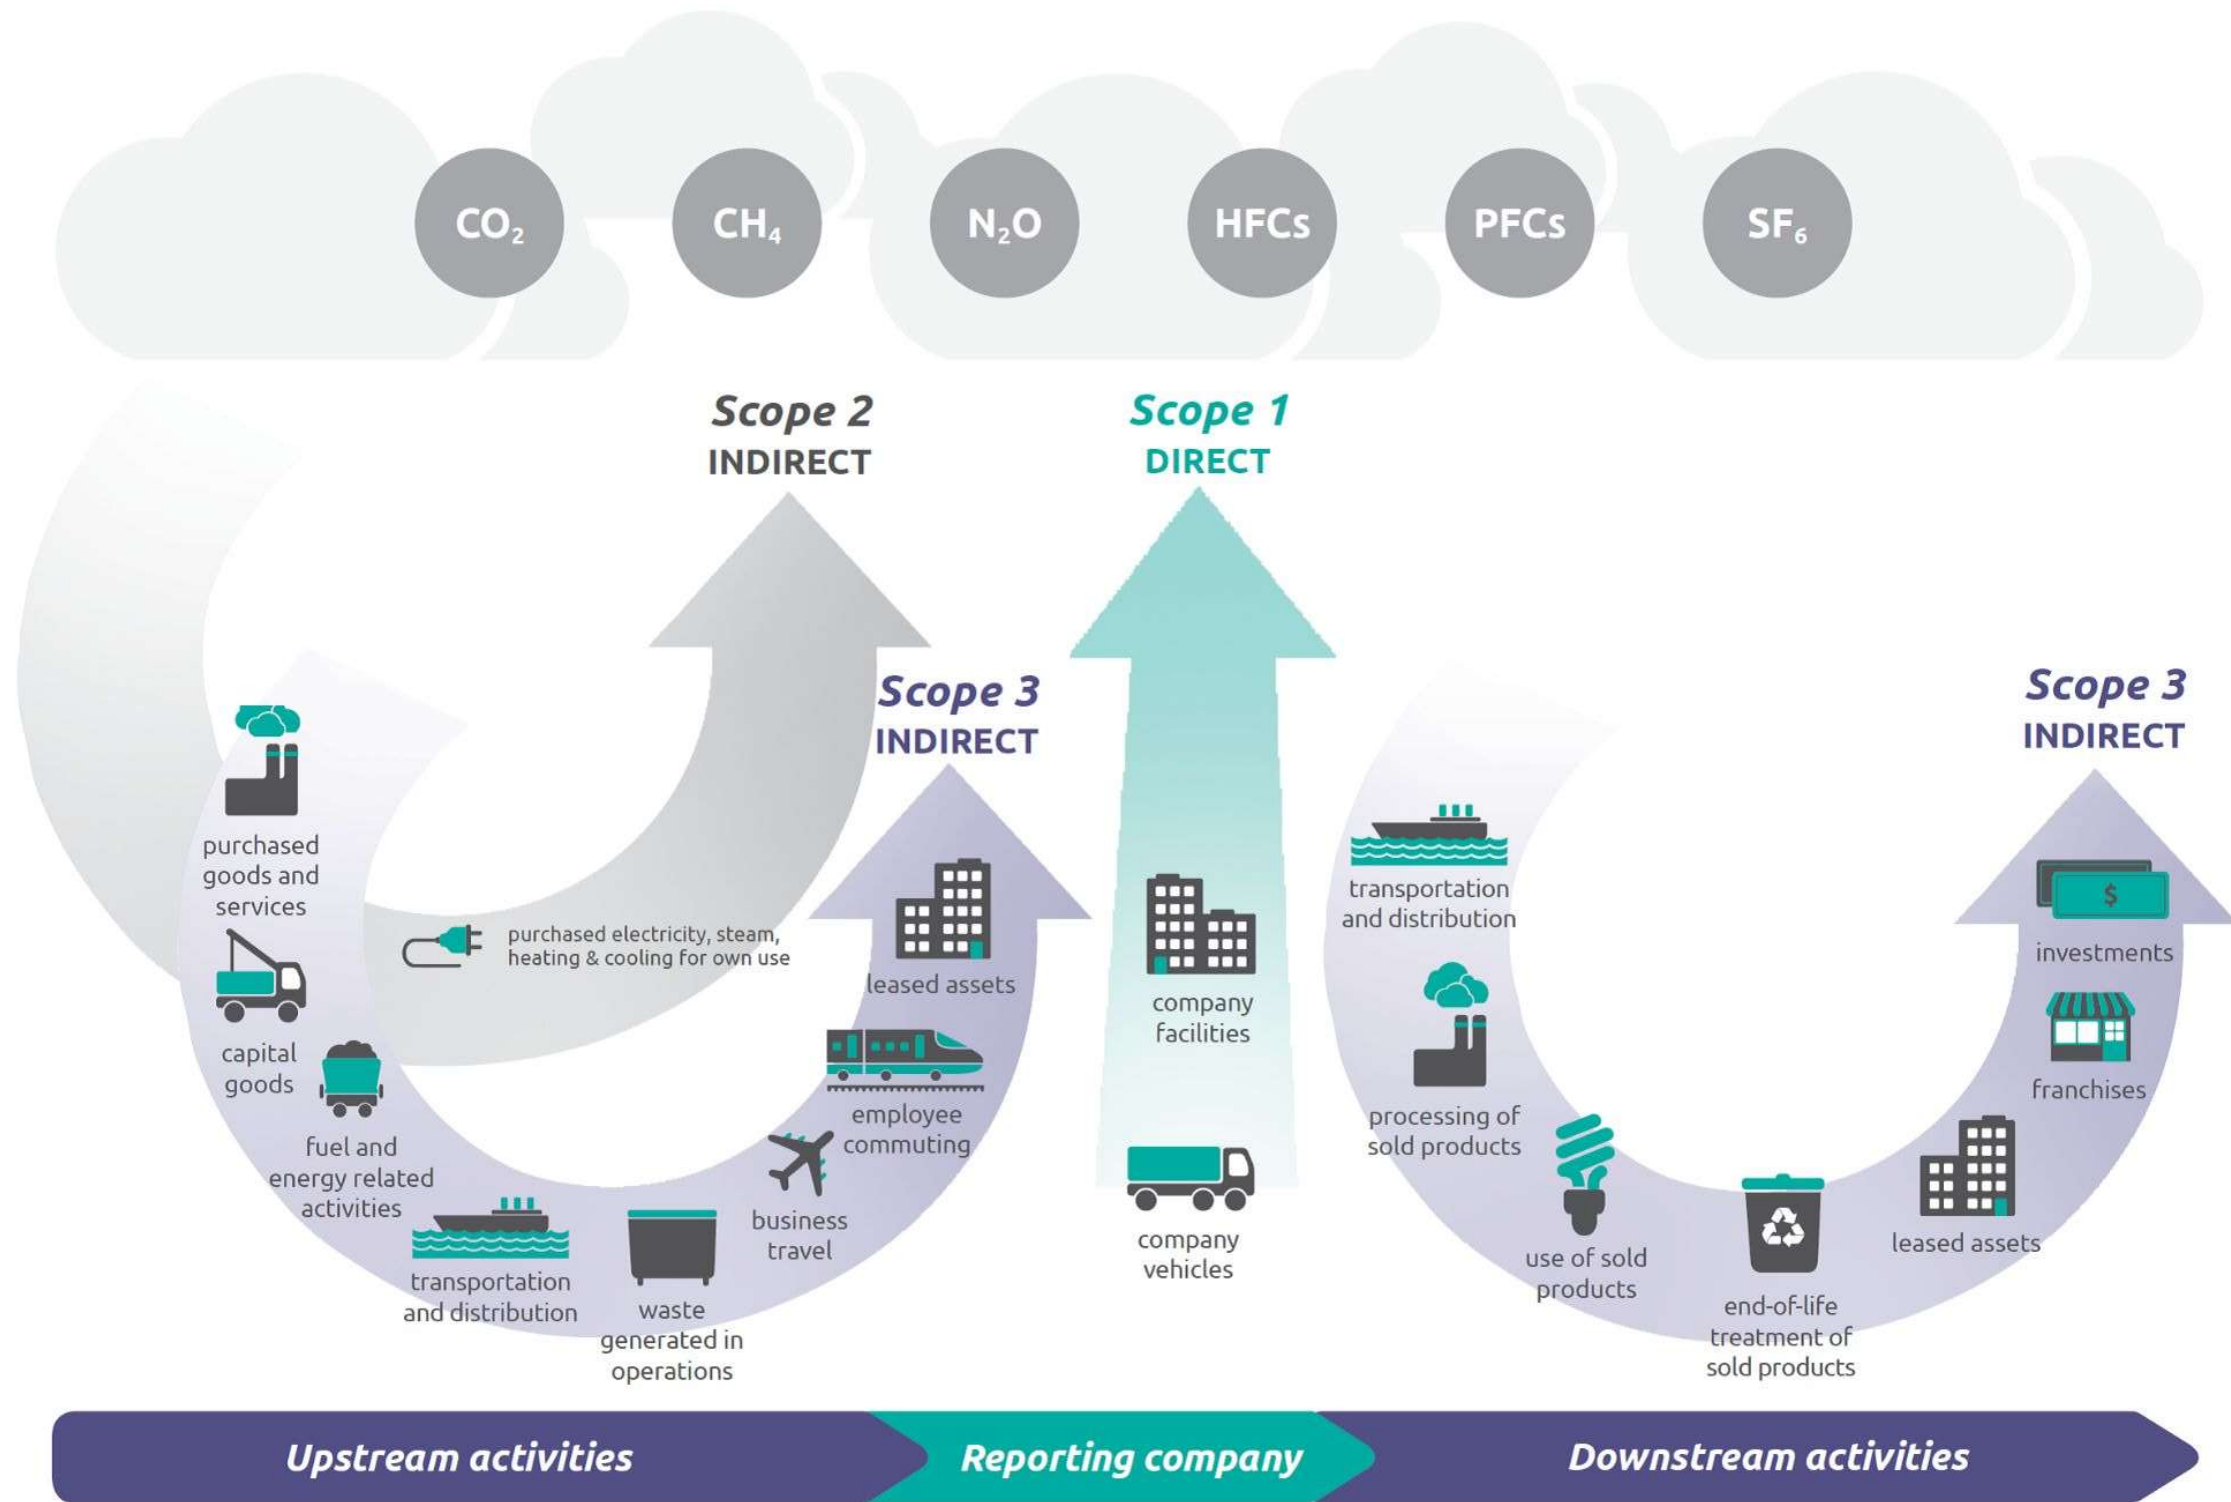 CO₂
CH₄
N₂O
HFCs
PFCs
SF₆
Scope 2
INDIRECT
Scope 1
DIRECT
Scope 3
INDIRECT
Scope 3
INDIRECT
purchased
goods and
services
capital
goods
fuel and
energy related
activities
purchased electricity, steam,
heating & cooling for own use
transportation
and distribution
waste
generated in
operations
business
travel
employee
commuting
leased assets
company
facilities
company
vehicles
transportation
and distribution
processing of
sold products
use of sold
products
end-of-life
treatment of
sold products
leased assets
franchises
$
investments
Upstream activities
Reporting company
Downstream activities